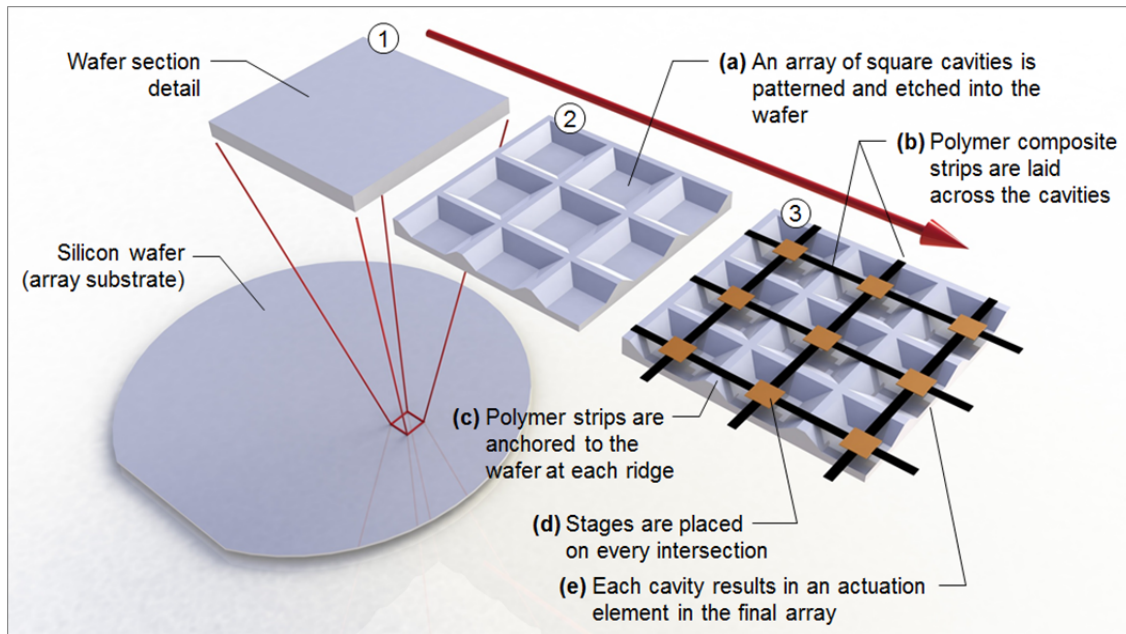 1
Wafer section
detail
(a) An array of square cavities is
patterned and etched into the
wafer
2
(b) Polymer composite
strips are laid
across the cavities
3
Silicon wafer
(array substrate)
(c) Polymer strips are
anchored to the
wafer at each ridge
(d) Stages are placed
on every intersection
(e) Each cavity results in an actuation
element in the final array